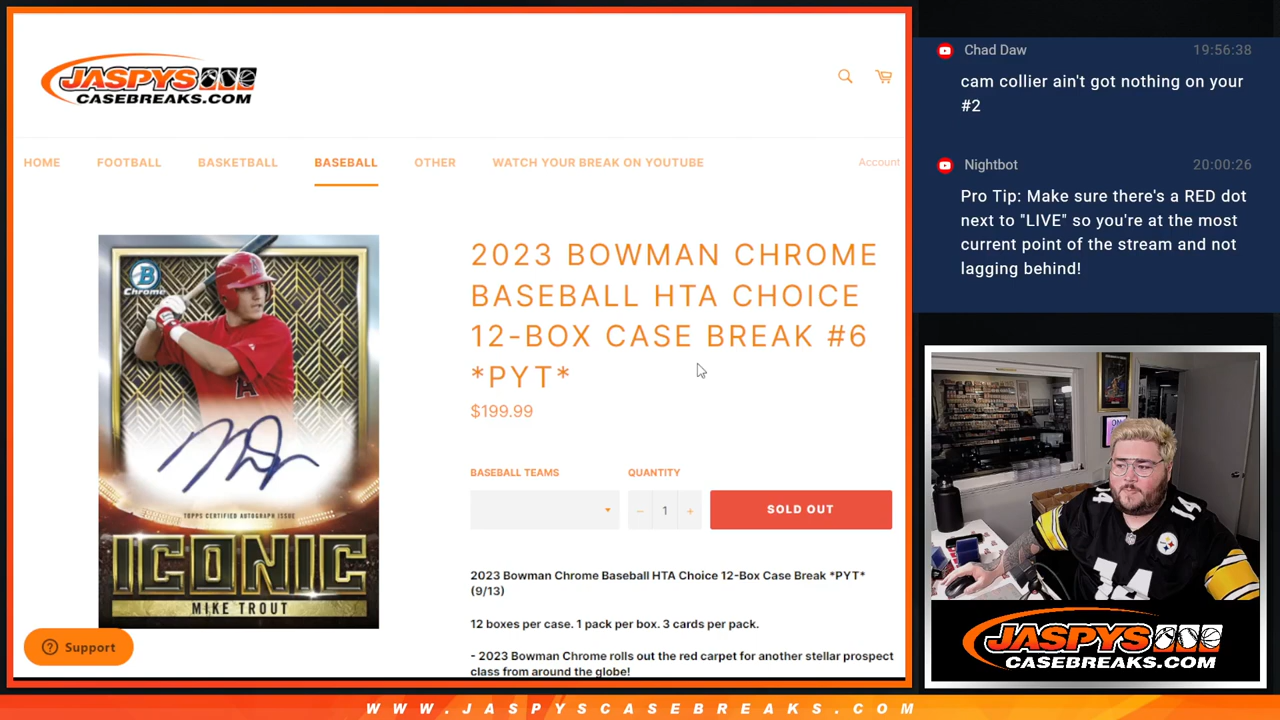 JASPYS
CASEBREAKS.COM
HOME FOOTBALL BASKETBALL BASEBALL OTHER WATCH YOUR BREAK ON YOUTUBE Account
B
Chrome
A
TOPPS CERTIFIED AUTOGRAPH ISSUE
ICONIC
MIKE TROUT
Support
2023 BOWMAN CHROME
BASEBALL HTA CHOICE
12-BOX CASE BREAK #6
*PYT*
$199.99
BASEBALL TEAMS QUANTITY
− 1 + SOLD OUT
2023 Bowman Chrome Baseball HTA Choice 12-Box Case Break *PYT*
(9/13)
12 boxes per case. 1 pack per box. 3 cards per pack.
- 2023 Bowman Chrome rolls out the red carpet for another stellar prospect
class from around the globe!
Chad Daw 19:56:38
cam collier ain't got nothing on your
#2
Nightbot 20:00:26
Pro Tip: Make sure there's a RED dot
next to "LIVE" so you're at the most
current point of the stream and not
lagging behind!
14
14
JASPYS
CASEBREAKS.COM
WWW.JASPYSCASEBREAKS.COM